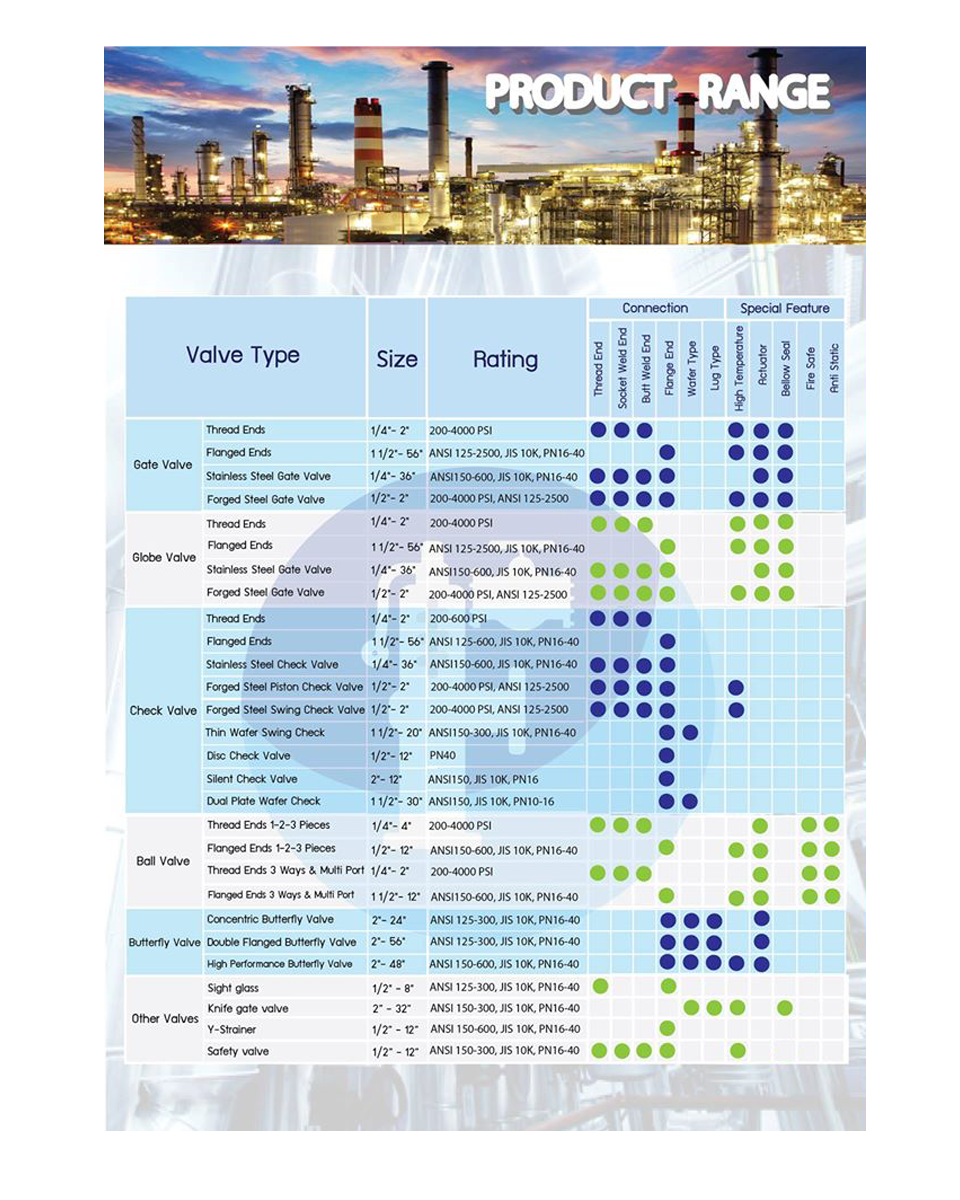 PRODUCT RANGE
Connection Special Feature
Valve Type Size Rating Thread End Socket Weld End Butt Weld End Flange End Wafer Type Lug Type High Temperature Actuator Bellow Seal Fire Safe Anti Static
Gate Valve
Thread Ends 1/4"- 2" 200-4000 PSI
Flanged Ends 1 1/2"- 56" ANSI 125-2500, JIS 10K, PN16-40
Stainless Steel Gate Valve 1/4"- 36" ANSI150-600, JIS 10K, PN16-40
Forged Steel Gate Valve 1/2"- 2" 200-4000 PSI, ANSI 125-2500
Globe Valve
Thread Ends 1/4"- 2" 200-4000 PSI
Flanged Ends 1 1/2"- 56" ANSI 125-2500, JIS 10K, PN16-40
Stainless Steel Gate Valve 1/4"- 36" ANSI150-600, JIS 10K, PN16-40
Forged Steel Gate Valve 1/2"- 2" 200-4000 PSI, ANSI 125-2500
Check Valve
Thread Ends 1/4"- 2" 200-600 PSI
Flanged Ends 1 1/2"- 56" ANSI 125-600, JIS 10K, PN16-40
Stainless Steel Check Valve 1/4"- 36" ANSI150-600, JIS 10K, PN16-40
Forged Steel Piston Check Valve 1/2"- 2" 200-4000 PSI, ANSI 125-2500
Forged Steel Swing Check Valve 1/2"- 2" 200-4000 PSI, ANSI 125-2500
Thin Wafer Swing Check 1 1/2"- 20" ANSI150-300, JIS 10K, PN16-40
Disc Check Valve 1/2"- 12" PN40
Silent Check Valve 2"- 12" ANSI150, JIS 10K, PN16
Dual Plate Wafer Check 1 1/2"- 30" ANSI150, JIS 10K, PN10-16
Ball Valve
Thread Ends 1-2-3 Pieces 1/4"- 4" 200-4000 PSI
Flanged Ends 1-2-3 Pieces 1/2"- 12" ANSI150-600, JIS 10K, PN16-40
Thread Ends 3 Ways & Multi Port 1/4"- 2" 200-4000 PSI
Flanged Ends 3 Ways & Multi Port 1 1/2"- 12" ANSI150-600, JIS 10K, PN16-40
Butterfly Valve
Concentric Butterfly Valve 2"- 24" ANSI 125-300, JIS 10K, PN16-40
Double Flanged Butterfly Valve 2"- 56" ANSI 125-300, JIS 10K, PN16-40
High Performance Butterfly Valve 2"- 48" ANSI 150-600, JIS 10K, PN16-40
Other Valves
Sight glass 1/2" - 8" ANSI 125-300, JIS 10K, PN16-40
Knife gate valve 2" - 32" ANSI 150-300, JIS 10K, PN16-40
Y-Strainer 1/2" - 12" ANSI 150-600, JIS 10K, PN16-40
Safety valve 1/2" - 12" ANSI 150-300, JIS 10K, PN16-40